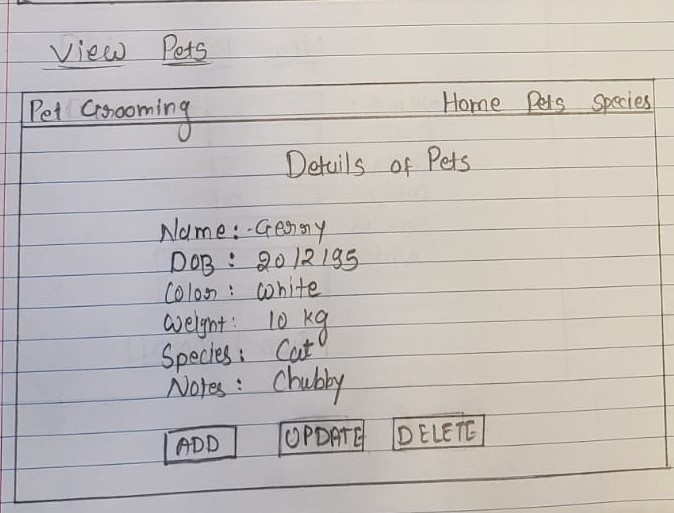 View Pets
Pet Grooming Home Pets Species
Details of Pets
Name:- Gerry
DOB : 20/2/95
Color : White
Weight: 10 kg
Species: Cat
Notes : Chubby
ADD UPDATE DELETE